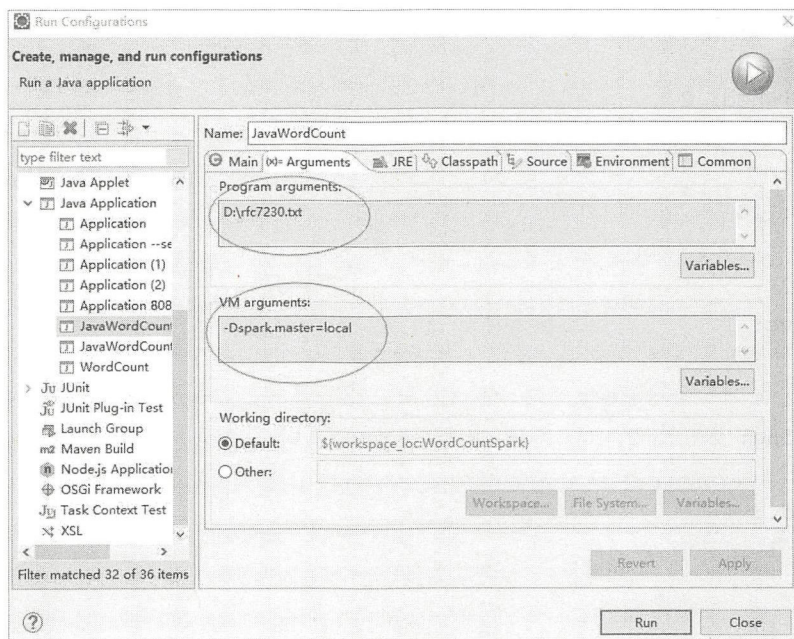 Run Configurations
Create, manage, and run configurations
Run a Java application
type filter text
Java Applet
Java Application
Application
Application --se
Application (1)
Application (2)
Application 808
JavaWordCount
JavaWordCount
WordCount
JUnit
JUnit Plug-in Test
Launch Group
Maven Build
Node.js Application
OSGi Framework
Task Context Test
XSL
Filter matched 32 of 36 items
Name: JavaWordCount
Main (x)= Arguments JRE Classpath Source Environment Common
Program arguments:
D:\rfc7230.txt
Variables...
VM arguments:
-Dspark.master=local
Variables...
Working directory:
Default: ${workspace_loc:WordCountSpark}
Other:
Workspace... File System... Variables...
Revert Apply
Run Close